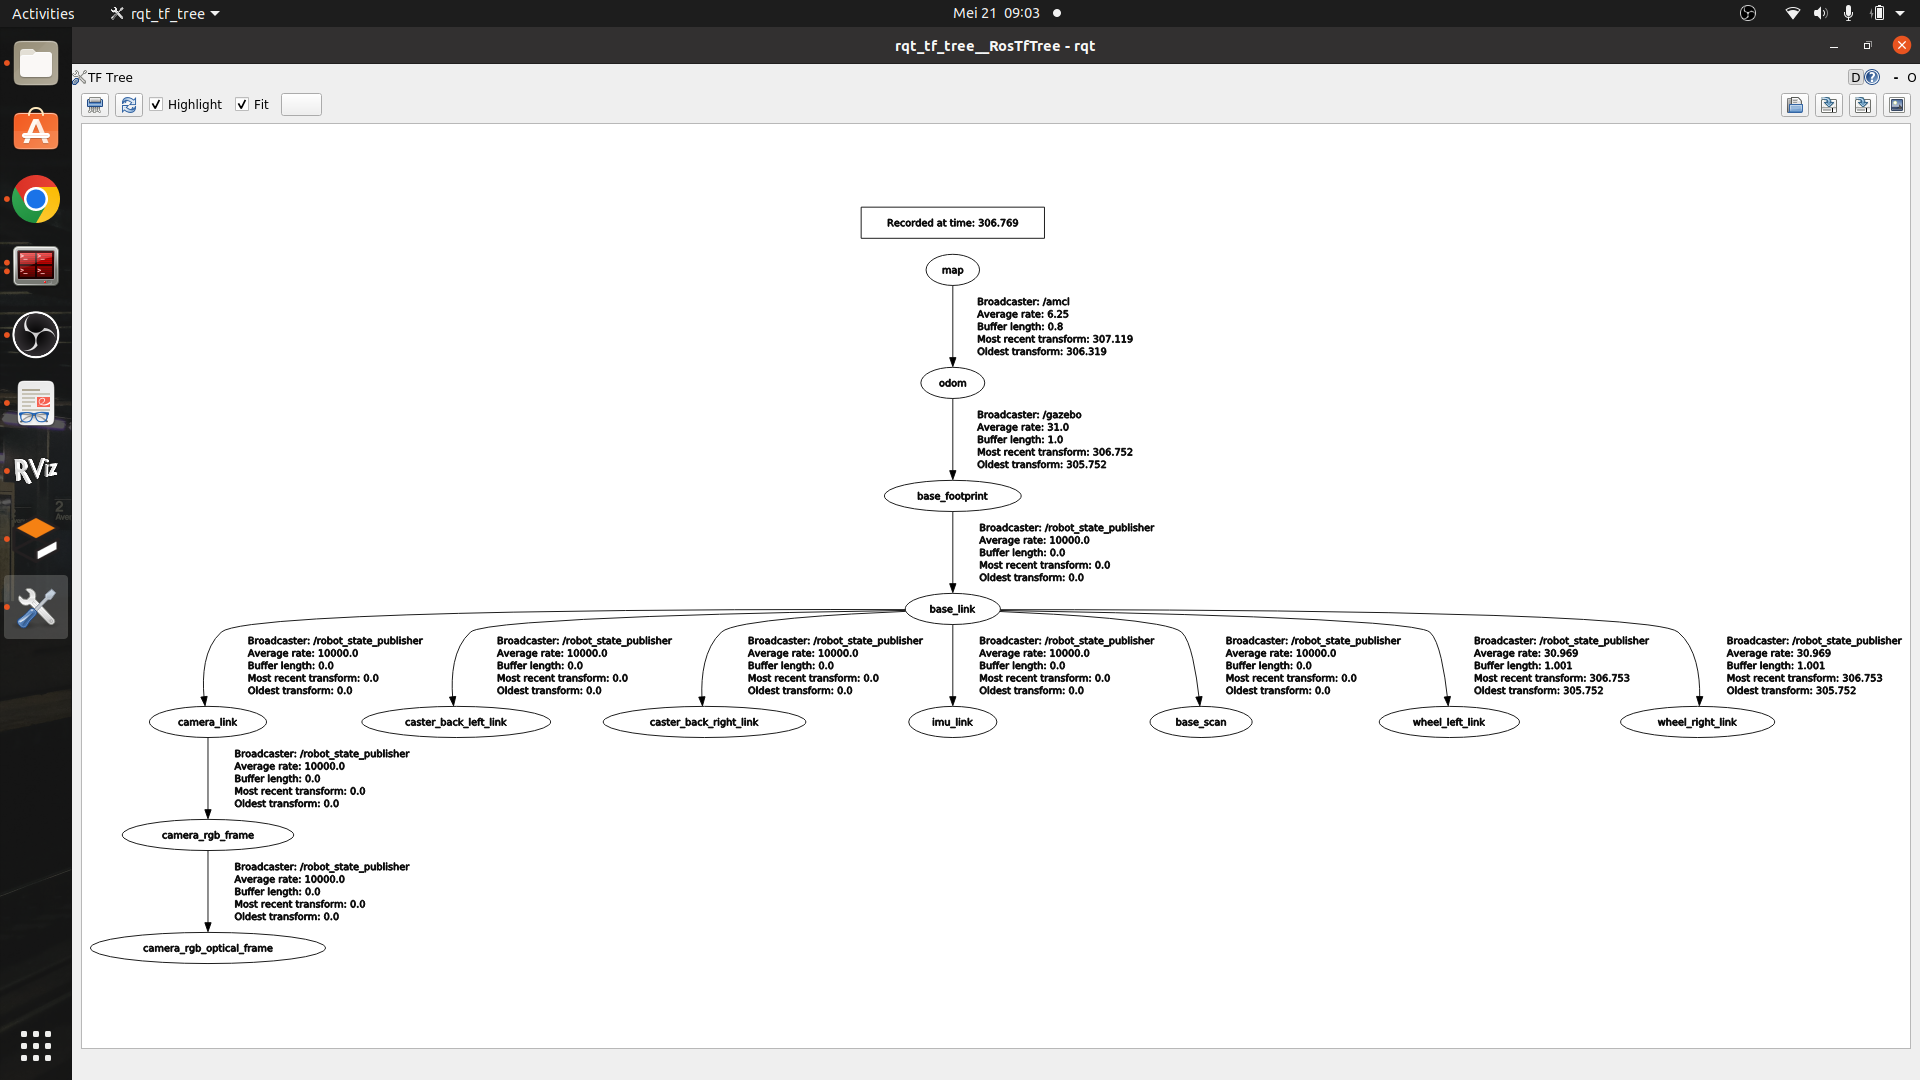 Activities
rqt_tf_tree
Mei 21 09:03
rqt_tf_tree__RosTfTree - rqt
TF Tree
D
- O
Highlight
Fit
Recorded at time: 306.769
map
Broadcaster: /amcl
Average rate: 6.25
Buffer length: 0.8
Most recent transform: 307.119
Oldest transform: 306.319
odom
Broadcaster: /gazebo
Average rate: 31.0
Buffer length: 1.0
Most recent transform: 306.752
Oldest transform: 305.752
base_footprint
Broadcaster: /robot_state_publisher
Average rate: 10000.0
Buffer length: 0.0
Most recent transform: 0.0
Oldest transform: 0.0
base_link
Broadcaster: /robot_state_publisher
Average rate: 10000.0
Buffer length: 0.0
Most recent transform: 0.0
Oldest transform: 0.0
Broadcaster: /robot_state_publisher
Average rate: 10000.0
Buffer length: 0.0
Most recent transform: 0.0
Oldest transform: 0.0
Broadcaster: /robot_state_publisher
Average rate: 10000.0
Buffer length: 0.0
Most recent transform: 0.0
Oldest transform: 0.0
Broadcaster: /robot_state_publisher
Average rate: 10000.0
Buffer length: 0.0
Most recent transform: 0.0
Oldest transform: 0.0
Broadcaster: /robot_state_publisher
Average rate: 10000.0
Buffer length: 0.0
Most recent transform: 0.0
Oldest transform: 0.0
Broadcaster: /robot_state_publisher
Average rate: 30.969
Buffer length: 1.001
Most recent transform: 306.753
Oldest transform: 305.752
Broadcaster: /robot_state_publisher
Average rate: 30.969
Buffer length: 1.001
Most recent transform: 306.753
Oldest transform: 305.752
camera_link
caster_back_left_link
caster_back_right_link
imu_link
base_scan
wheel_left_link
wheel_right_link
Broadcaster: /robot_state_publisher
Average rate: 10000.0
Buffer length: 0.0
Most recent transform: 0.0
Oldest transform: 0.0
camera_rgb_frame
Broadcaster: /robot_state_publisher
Average rate: 10000.0
Buffer length: 0.0
Most recent transform: 0.0
Oldest transform: 0.0
camera_rgb_optical_frame
RViz